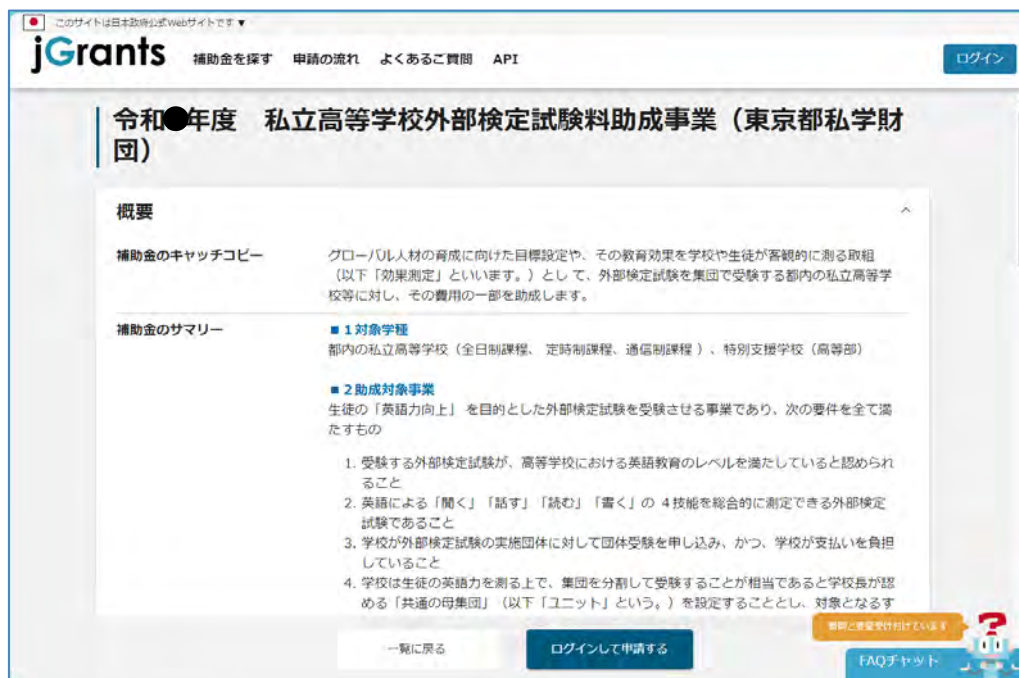 このサイトは日本政府公式Webサイトです ▼
jGrants 補助金を探す 申請の流れ よくあるご質問 API ログイン
令和●年度 私立高等学校外部検定試験料助成事業（東京都私学財
団）
概要
補助金のキャッチコピー グローバル人材の育成に向けた目標設定や、その教育効果を学校や生徒が客観的に測る取組
（以下「効果測定」といいます。）とし て、外部検定試験を集団で受験する都内の私立高等学
校等に対し、その費用の一部を助成します。
補助金のサマリー ■ 1 対象学種
都内の私立高等学校（全日制課程、 定時制課程、通信制課程 ）、特別支援学校（高等部）
■ 2 助成対象事業
生徒の「英語力向上」 を目的とした外部検定試験を受験させる事業であり、次の要件を全て満
たすもの
1. 受験する外部検定試験が、高等学校における英語教育のレベルを満たしていると認められ
ること
2. 英語による「聞く」「話す」「読む」「書く」の 4技能を総合的に測定できる外部検定
試験であること
3. 学校が外部検定試験の実施団体に対して団体受験を申し込み、かつ、学校が支払いを負担
していること
4. 学校は生徒の英語力を測る上で、集団を分割して受験することが相当であると学校長が認
める「共通の母集団」（以下「ユニット」という。）を設定することとし、対象となるす
質問と要望受け付けています
一覧に戻る ログインして申請する
FAQチャット